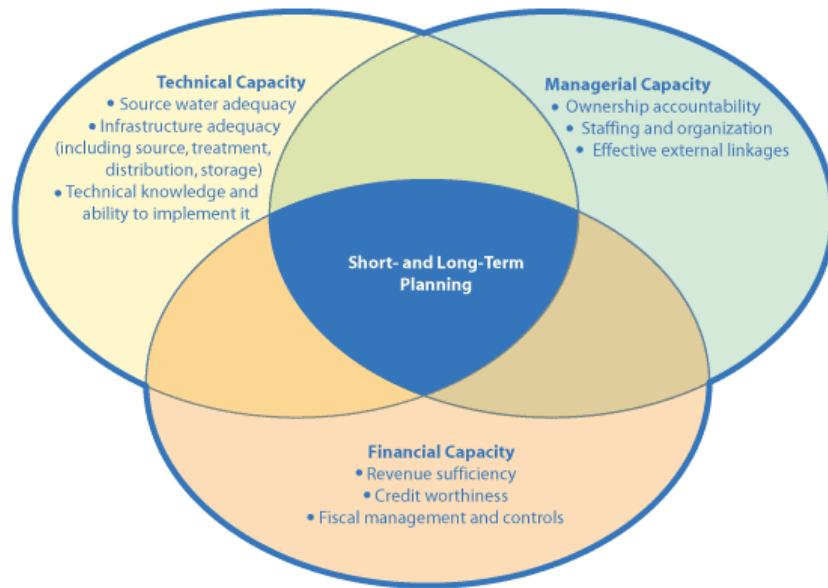 Technical Capacity
• Source water adequacy
• Infrastructure adequacy
(including source, treatment,
distribution, storage)
• Technical knowledge and
ability to implement it
Managerial Capacity
• Ownership accountability
• Staffing and organization
• Effective external linkages
Short- and Long-Term
Planning
Financial Capacity
• Revenue sufficiency
• Credit worthiness
• Fiscal management and controls